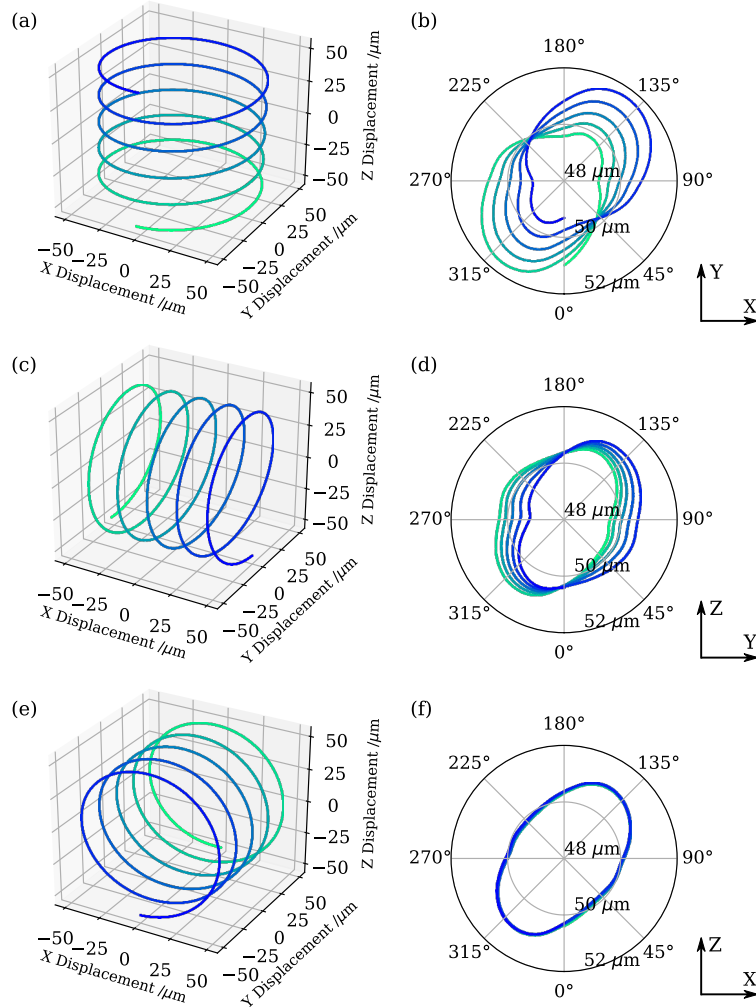 (a)
50
25
0
−25
−50
Z Displacement /μm
−50
−25
0
25
50
X Displacement /μm
−50
−25
0
25
50
Y Displacement /μm
(b)
180°
225°
135°
270°
90°
315°
45°
0°
48 μm
50 μm
52 μm
Y
X
(c)
50
25
0
−25
−50
Z Displacement /μm
−50
−25
0
25
50
X Displacement /μm
−50
−25
0
25
50
Y Displacement /μm
(d)
180°
225°
135°
270°
90°
315°
45°
0°
48 μm
50 μm
52 μm
Z
Y
(e)
50
25
0
−25
−50
Z Displacement /μm
−50
−25
0
25
50
X Displacement /μm
−50
−25
0
25
50
Y Displacement /μm
(f)
180°
225°
135°
270°
90°
315°
45°
0°
48 μm
50 μm
52 μm
Z
X